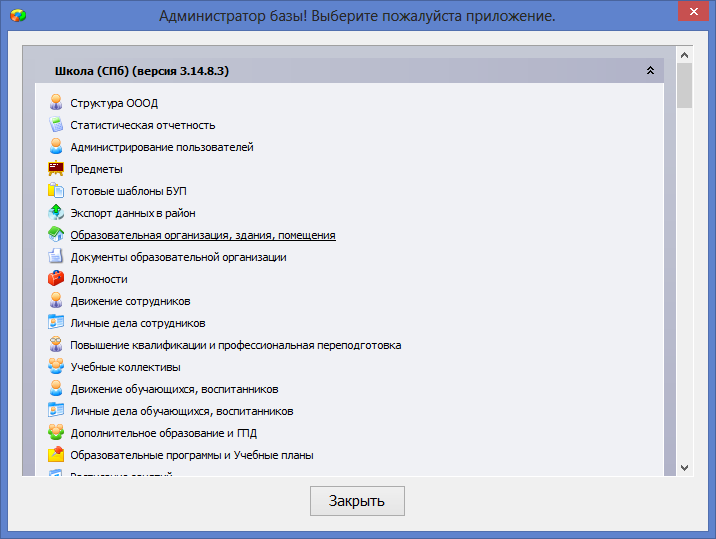 Администратор базы! Выберите пожалуйста приложение.
Школа (СПб) (версия 3.14.8.3)
Структура ОООД
Статистическая отчетность
Администрирование пользователей
Предметы
Готовые шаблоны БУП
Экспорт данных в район
Образовательная организация, здания, помещения
Документы образовательной организации
Должности
Движение сотрудников
Личные дела сотрудников
Повышение квалификации и профессиональная переподготовка
Учебные коллективы
Движение обучающихся, воспитанников
Личные дела обучающихся, воспитанников
Дополнительное образование и ГПД
Образовательные программы и Учебные планы
Расписание занятий
Закрыть